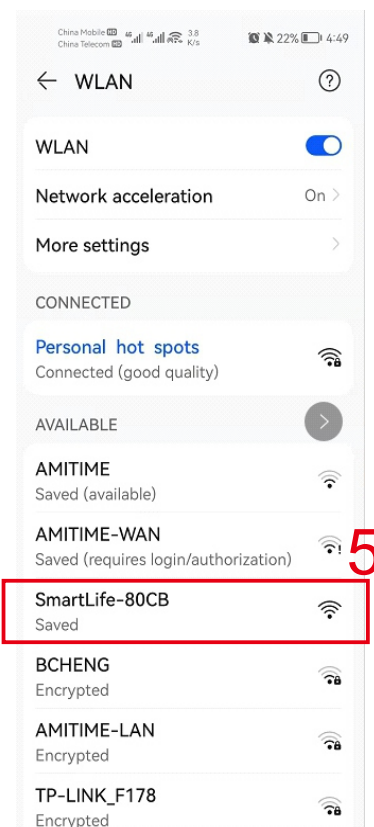 China Mobile HD 4G 4G 3.8
China Telecom HD K/s 22% 4:49
WLAN
WLAN
Network acceleration On
More settings
CONNECTED
Personal hot spots
Connected (good quality)
AVAILABLE
AMITIME
Saved (available)
AMITIME-WAN
Saved (requires login/authorization)
5
SmartLife-80CB
Saved
BCHENG
Encrypted
AMITIME-LAN
Encrypted
TP-LINK_F178
Encrypted